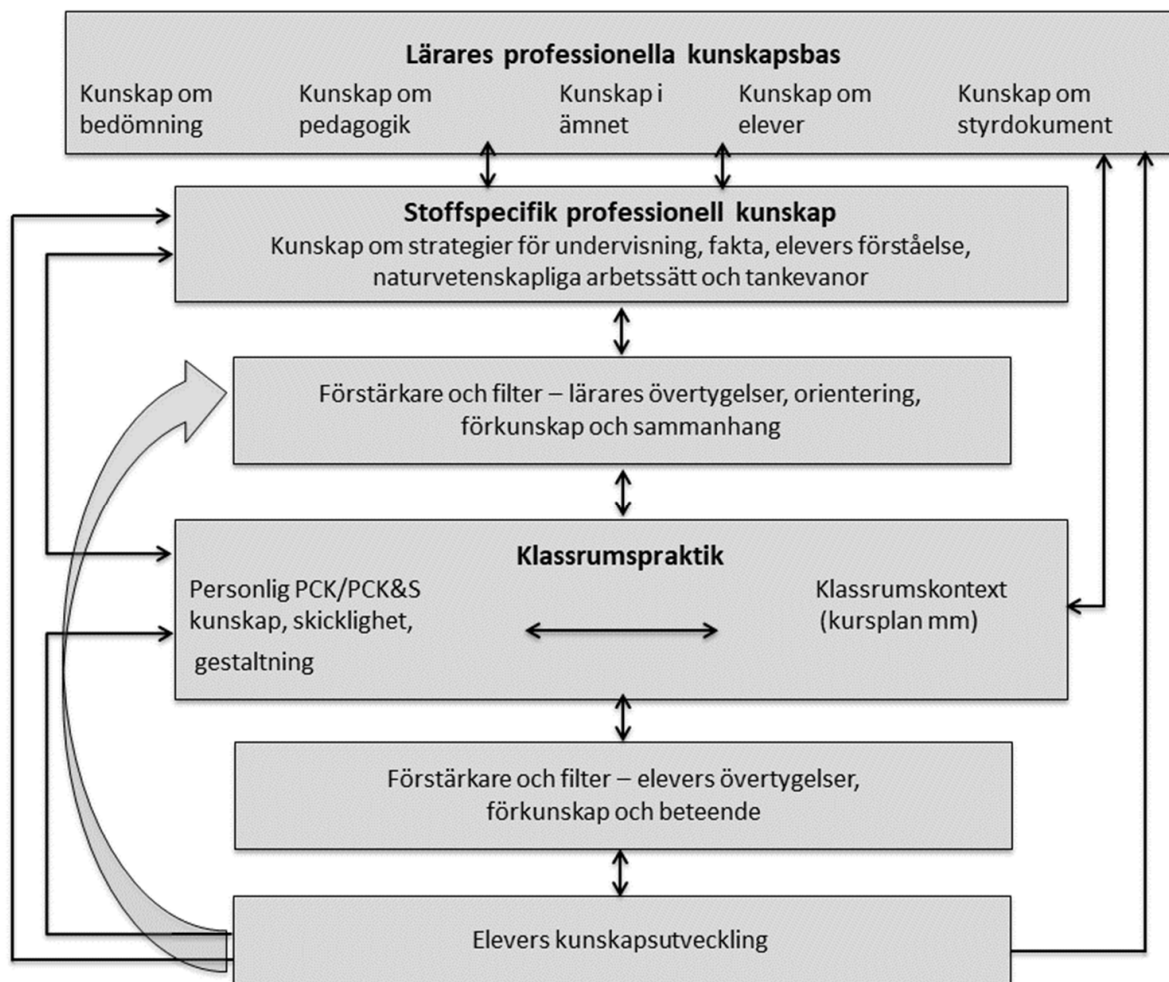 Lärares professionella kunskapsbas
Kunskap om bedömning
Kunskap om pedagogik
Kunskap i ämnet
Kunskap om elever
Kunskap om styrdokument
Stoffspecifik professionell kunskap
Kunskap om strategier för undervisning, fakta, elevers förståelse,
naturvetenskapliga arbetssätt och tankevanor
Förstärkare och filter – lärares övertygelser, orientering,
förkunskap och sammanhang
Klassrumspraktik
Personlig PCK/PCK&S
kunskap, skicklighet,
gestaltning
Klassrumskontext
(kursplan mm)
Förstärkare och filter – elevers övertygelser,
förkunskap och beteende
Elevers kunskapsutveckling